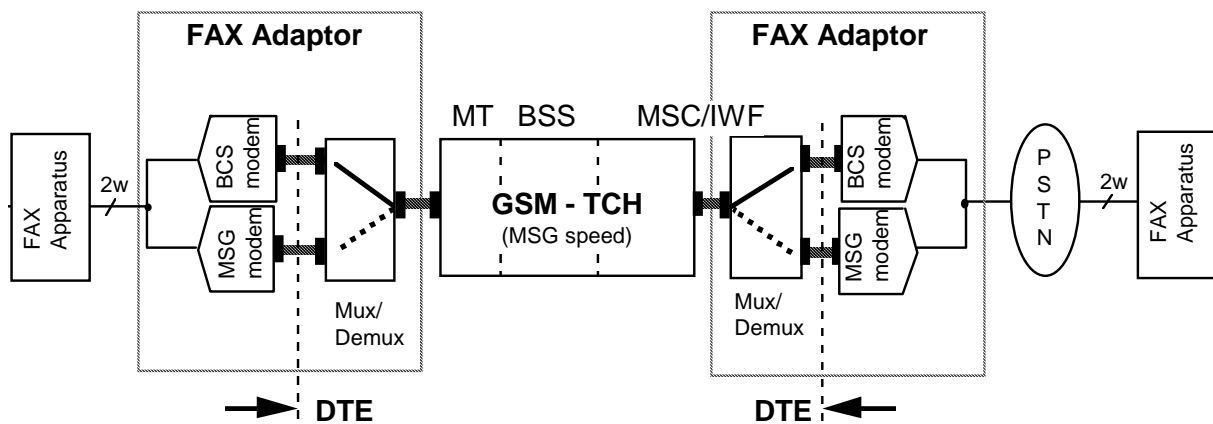 FAX Adaptor
FAX Adaptor
MT
BSS
MSC/IWF
FAX
Apparatus
2w
BCS
modem
MSG
modem
GSM - TCH
(MSG speed)
BCS
modem
MSG
modem
P
S
T
N
2w
FAX
Apparatus
Mux/
Demux
Mux/
Demux
DTE
DTE